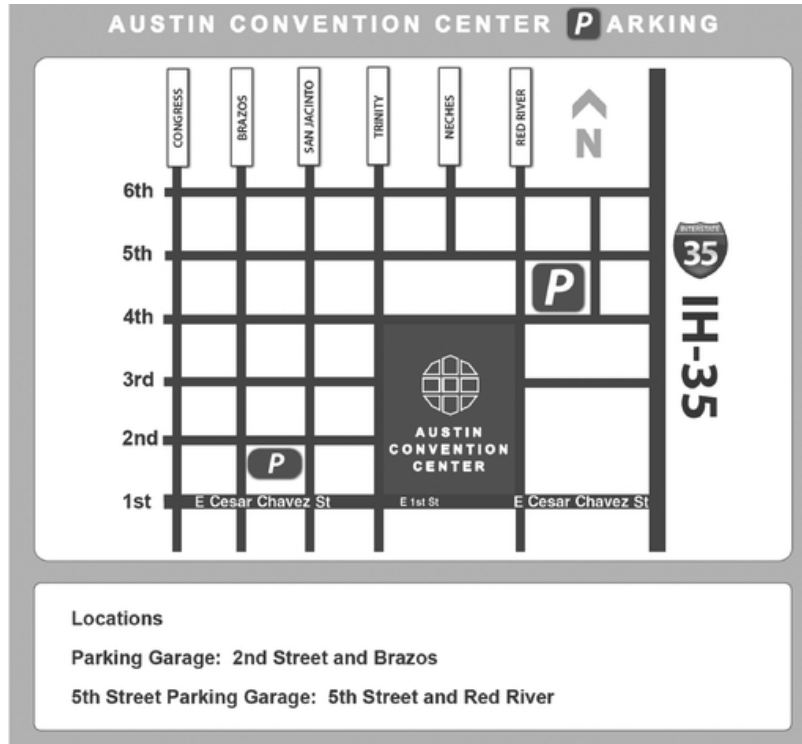 AUSTIN CONVENTION CENTER P ARKING
CONGRESS
BRAZOS
SAN JACINTO
TRINITY
NECHES
RED RIVER
N
6th
5th
INTERSTATE
35
P
4th
IH-35
3rd
AUSTIN
CONVENTION
CENTER
2nd
P
1st E Cesar Chavez St E 1st St E Cesar Chavez St
Locations
Parking Garage: 2nd Street and Brazos
5th Street Parking Garage: 5th Street and Red River